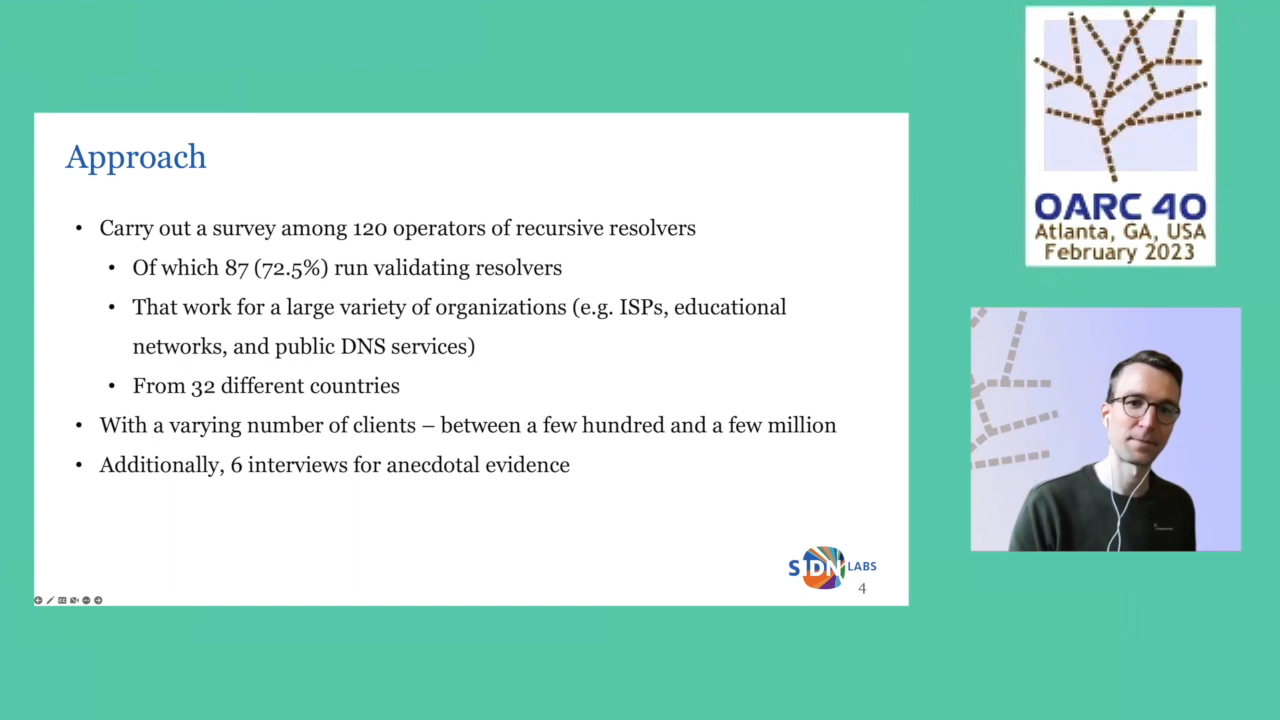 Approach
• Carry out a survey among 120 operators of recursive resolvers
• Of which 87 (72.5%) run validating resolvers
• That work for a large variety of organizations (e.g. ISPs, educational
networks, and public DNS services)
• From 32 different countries
• With a varying number of clients – between a few hundred and a few million
• Additionally, 6 interviews for anecdotal evidence
SIDN LABS
4
OARC 40
Atlanta, GA, USA
February 2023